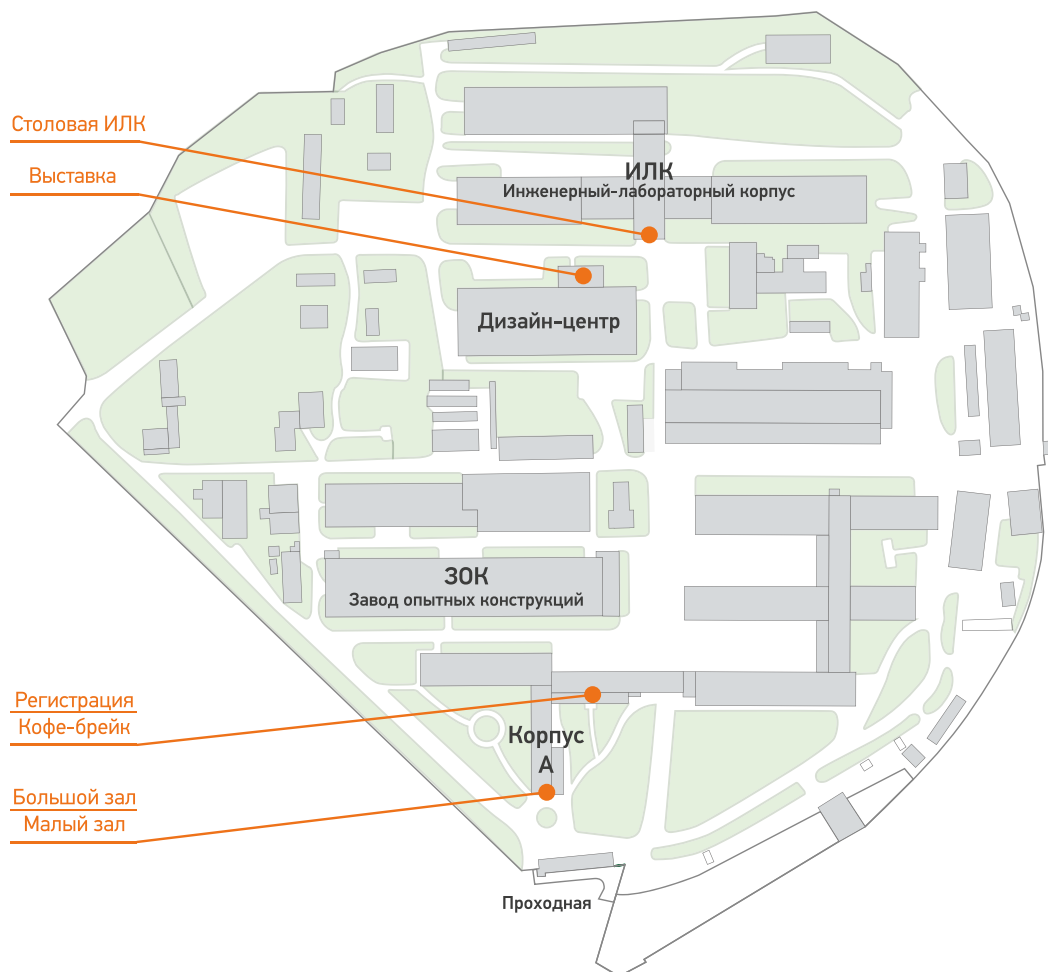 Столовая ИЛК
Выставка
ИЛК
Инженерный-лабораторный корпус
Дизайн-центр
ЗОК
Завод опытных конструкций
Регистрация
Кофе-брейк
Корпус
А
Большой зал
Малый зал
Проходная